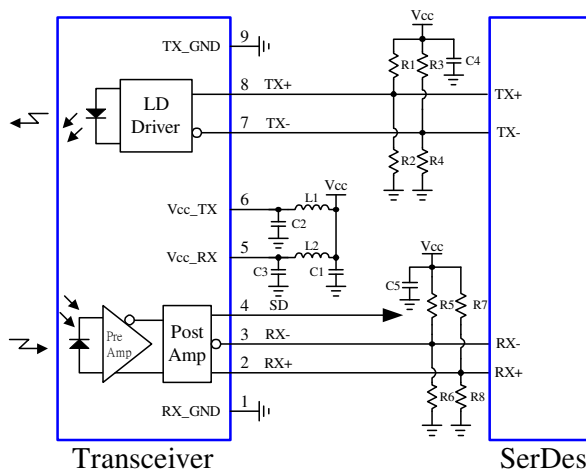 Vcc
TX_GND 9
R1 R3 C4
LD
Driver
8 TX+ TX+
7 TX- TX-
R2 R4
Vcc_TX 6 L1 Vcc
C2
Vcc_RX 5 L2
C3 C1
Vcc
C5
4 SD
R5 R7
Pre
Amp
Post
Amp
3 RX- RX-
2 RX+ RX+
R6 R8
RX_GND 1
Transceiver SerDes